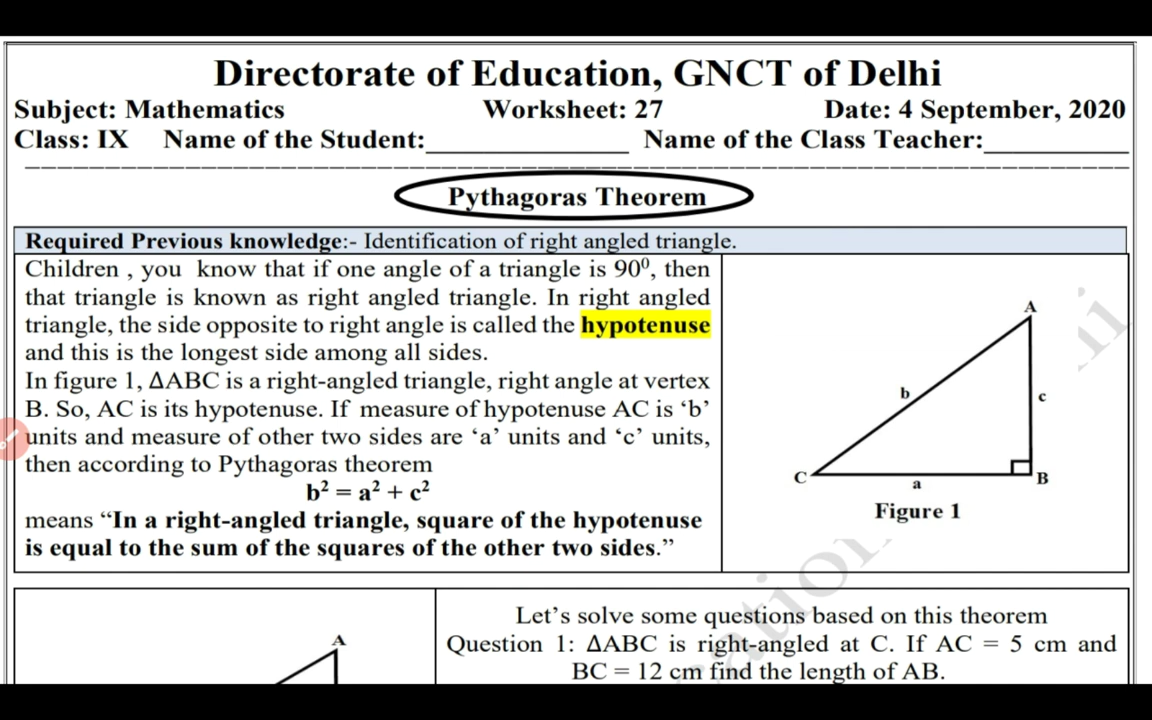 Directorate of Education, GNCT of Delhi
Subject: Mathematics Worksheet: 27 Date: 4 September, 2020
Class: IX Name of the Student:______________ Name of the Class Teacher:__________
Pythagoras Theorem
Required Previous knowledge:- Identification of right angled triangle.
Children , you know that if one angle of a triangle is 90⁰, then
that triangle is known as right angled triangle. In right angled
triangle, the side opposite to right angle is called the hypotenuse
and this is the longest side among all sides.
In figure 1, ΔABC is a right-angled triangle, right angle at vertex
B. So, AC is its hypotenuse. If measure of hypotenuse AC is ‘b’
units and measure of other two sides are ‘a’ units and ‘c’ units,
then according to Pythagoras theorem
b² = a² + c²
means “In a right-angled triangle, square of the hypotenuse
is equal to the sum of the squares of the other two sides.”
A
b
c
C
a
B
Figure 1
A
Let’s solve some questions based on this theorem
Question 1: ΔABC is right-angled at C. If AC = 5 cm and
BC = 12 cm find the length of AB.